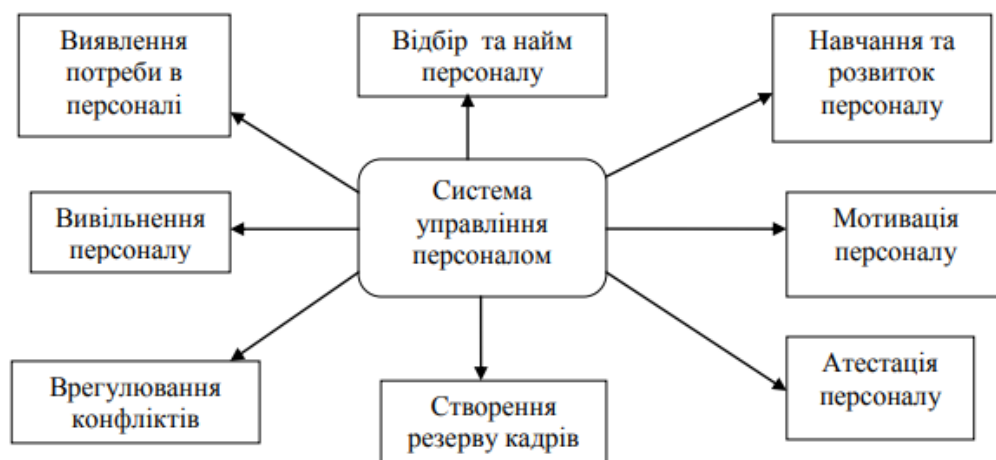 Виявлення
потреби в
персоналі
Відбір та найм
персоналу
Навчання та
розвиток
персоналу
Вивільнення
персоналу
Система
управління
персоналом
Мотивація
персоналу
Врегулювання
конфліктів
Створення
резерву кадрів
Атестація
персоналу